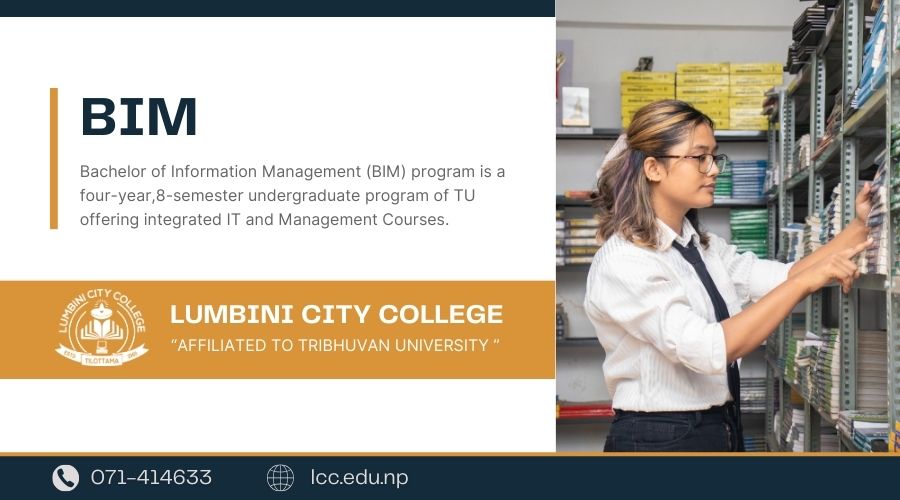 BIM
Bachelor of Information Management (BIM) program is a
four-year,8-semester undergraduate program of TU
offering integrated IT and Management Courses.
LUMBINI CITY COLLEGE
TILOTTAMA
LUMBINI CITY COLLEGE
“AFFILIATED TO TRIBHUVAN UNIVERSITY ”
071-414633
lcc.edu.np